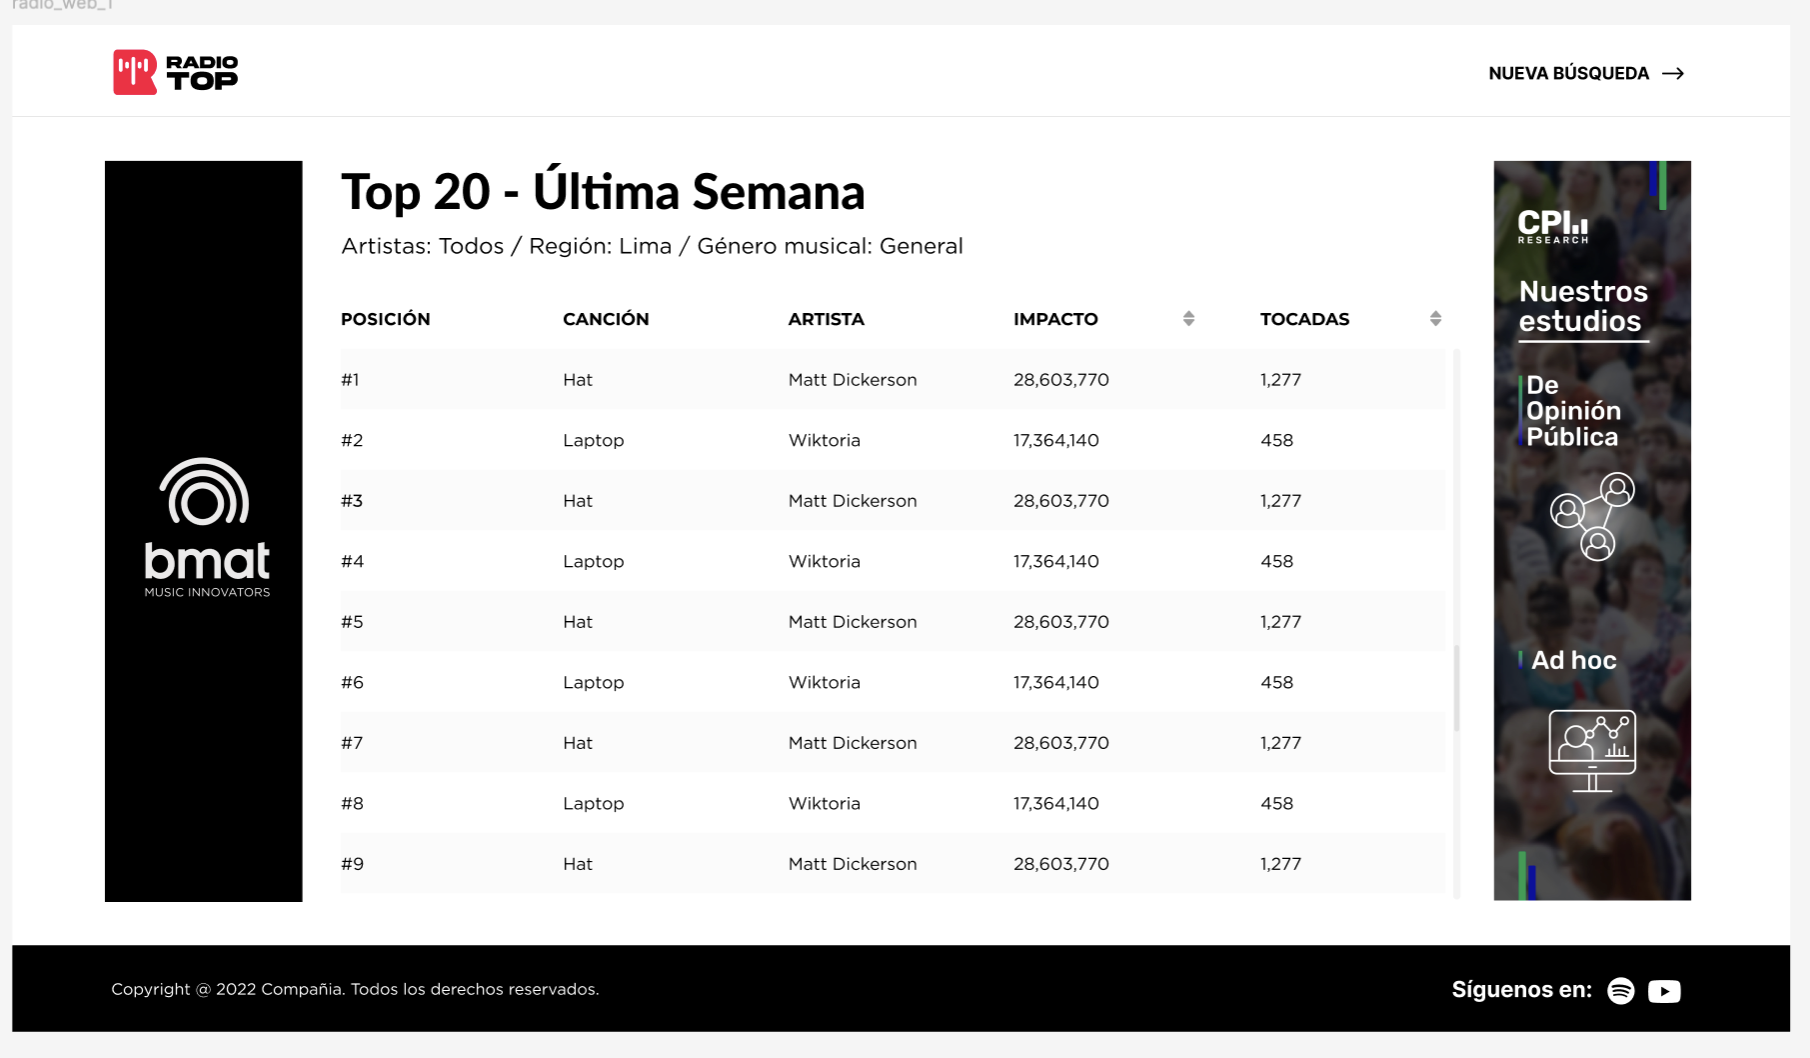 radio_web_1
RADIO
TOP
NUEVA BÚSQUEDA
Top 20 - Última Semana
Artistas: Todos / Región: Lima / Género musical: General
POSICIÓN CANCIÓN ARTISTA IMPACTO TOCADAS
#1 Hat Matt Dickerson 28,603,770 1,277
#2 Laptop Wiktoria 17,364,140 458
#3 Hat Matt Dickerson 28,603,770 1,277
#4 Laptop Wiktoria 17,364,140 458
#5 Hat Matt Dickerson 28,603,770 1,277
#6 Laptop Wiktoria 17,364,140 458
#7 Hat Matt Dickerson 28,603,770 1,277
#8 Laptop Wiktoria 17,364,140 458
#9 Hat Matt Dickerson 28,603,770 1,277
bmat
MUSIC INNOVATORS
CPI
RESEARCH
Nuestros
estudios
De
Opinión
Pública
Ad hoc
Copyright @ 2022 Compañia. Todos los derechos reservados.
Síguenos en: